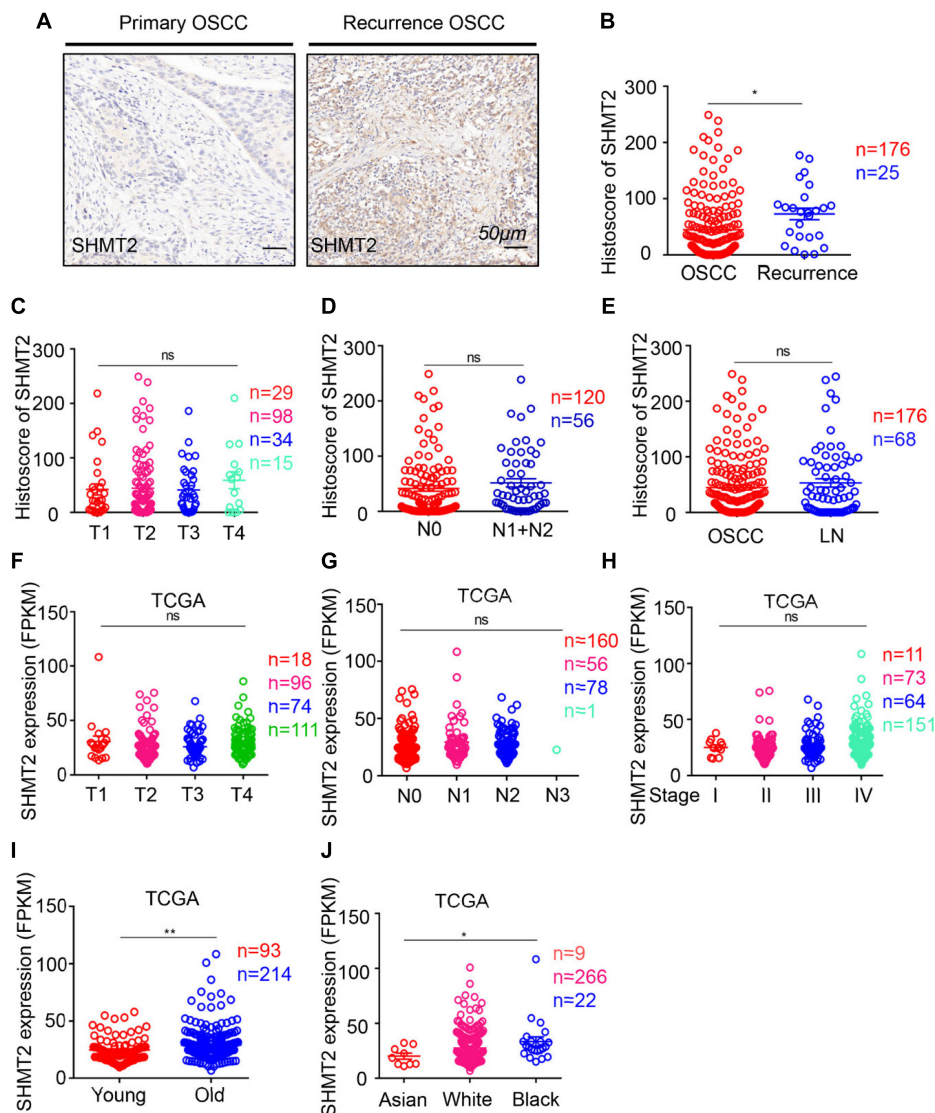 A
Primary OSCC
Recurrence OSCC
SHMT2
SHMT2
50μm
B
Histoscore of SHMT2
300
200
100
0
*
n=176
n=25
OSCC
Recurrence
C
Histoscore of SHMT2
300
200
100
0
ns
n=29
n=98
n=34
n=15
T1
T2
T3
T4
D
Histoscore of SHMT2
300
200
100
0
ns
n=120
n=56
N0
N1+N2
E
Histoscore of SHMT2
300
200
100
0
ns
n=176
n=68
OSCC
LN
F
SHMT2 expression (FPKM)
150
100
50
0
TCGA
ns
n=18
n=96
n=74
n=111
T1
T2
T3
T4
G
SHMT2 expression (FPKM)
150
100
50
0
TCGA
ns
n=160
n=56
n=78
n=1
N0
N1
N2
N3
H
SHMT2 expression (FPKM)
150
100
50
0
TCGA
ns
n=11
n=73
n=64
n=151
Stage
I
II
III
IV
I
SHMT2 expression (FPKM)
150
100
50
0
TCGA
**
n=93
n=214
Young
Old
J
SHMT2 expression (FPKM)
150
100
50
0
TCGA
*
n=9
n=266
n=22
Asian
White
Black